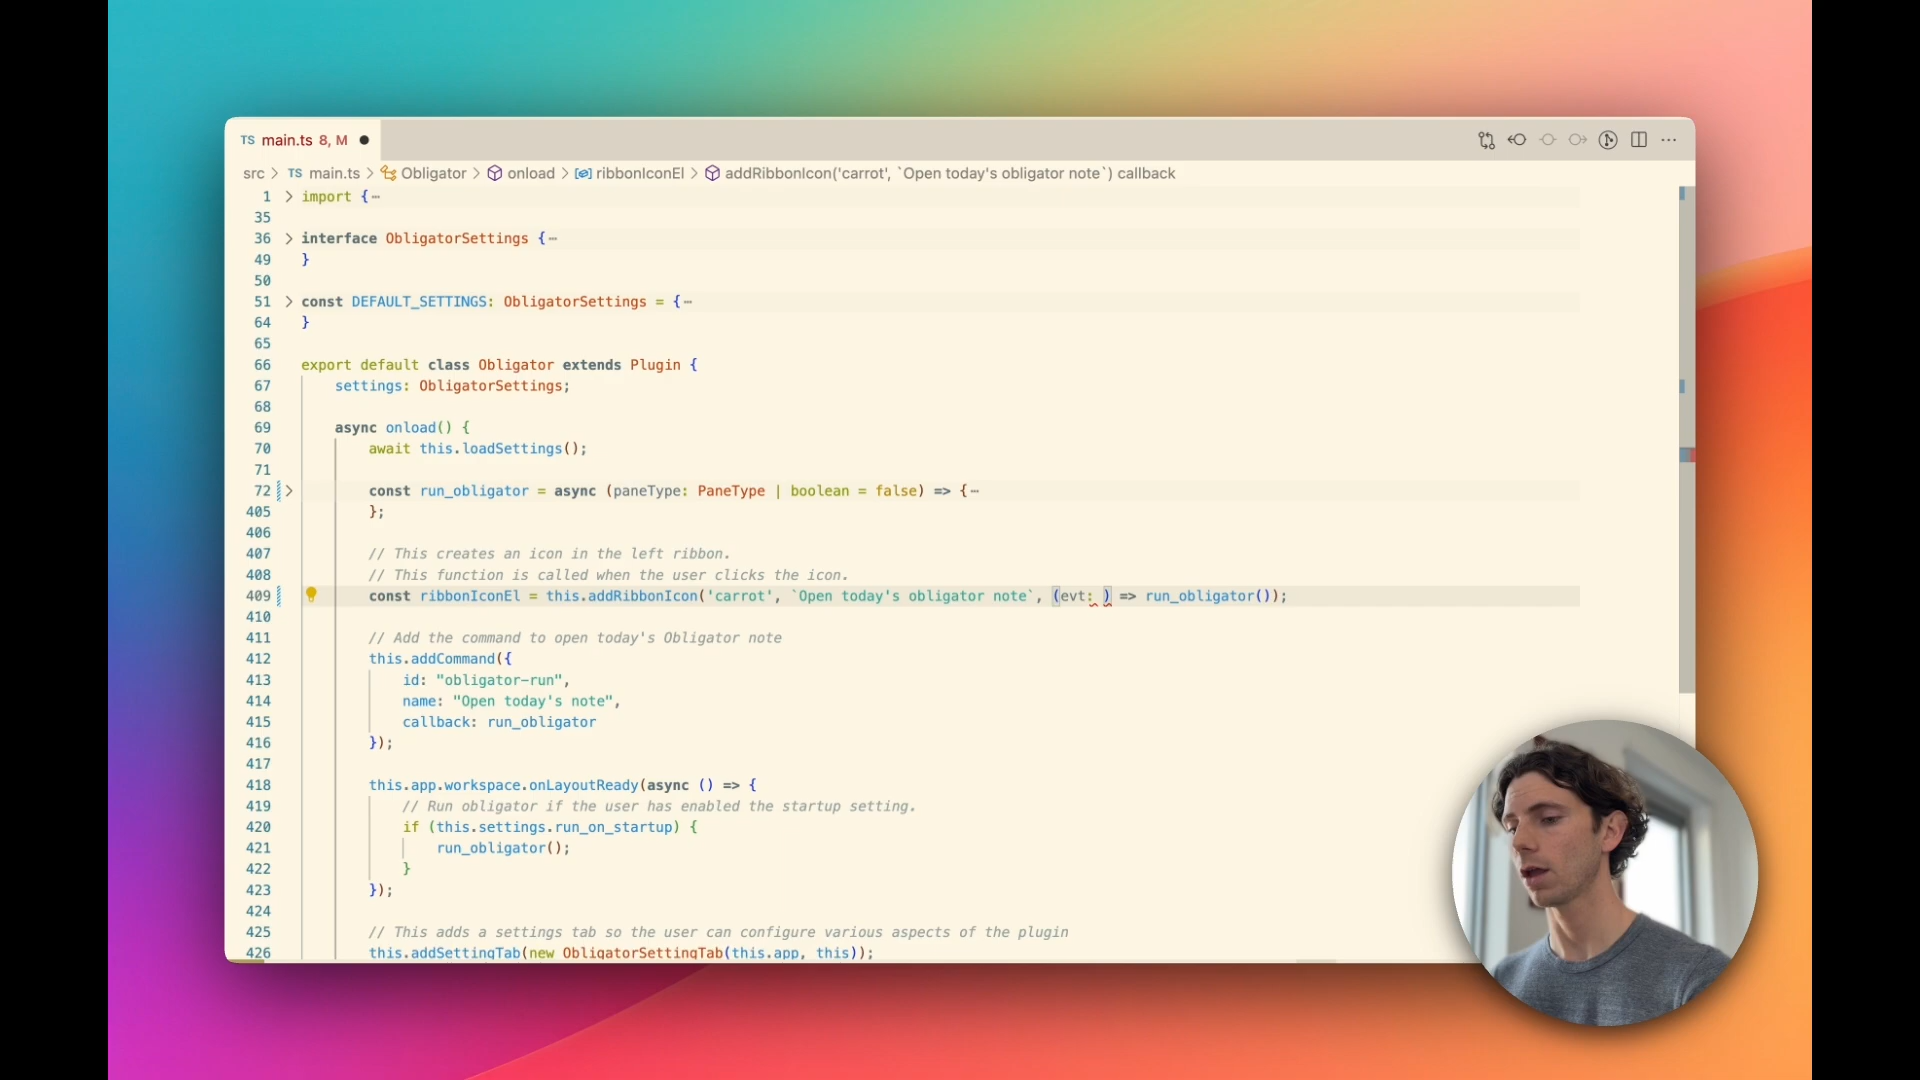 TS main.ts 8, M ●
src > TS main.ts > Obligator > onload > ribbonIconEl > addRibbonIcon('carrot', `Open today's obligator note`) callback
1 > import {⋯
35
36 > interface ObligatorSettings {⋯
49 }
50
51 > const DEFAULT_SETTINGS: ObligatorSettings = {⋯
64 }
65
66 export default class Obligator extends Plugin {
67 settings: ObligatorSettings;
68
69 async onload() {
70 await this.loadSettings();
71
72 > const run_obligator = async (paneType: PaneType | boolean = false) => {⋯
405 };
406
407 // This creates an icon in the left ribbon.
408 // This function is called when the user clicks the icon.
409 const ribbonIconEl = this.addRibbonIcon('carrot', `Open today's obligator note`, (evt: ) => run_obligator());
410
411 // Add the command to open today's Obligator note
412 this.addCommand({
413 id: "obligator-run",
414 name: "Open today's note",
415 callback: run_obligator
416 });
417
418 this.app.workspace.onLayoutReady(async () => {
419 // Run obligator if the user has enabled the startup setting.
420 if (this.settings.run_on_startup) {
421 run_obligator();
422 }
423 });
424
425 // This adds a settings tab so the user can configure various aspects of the plugin
426 this.addSettingTab(new ObligatorSettingTab(this.app, this));